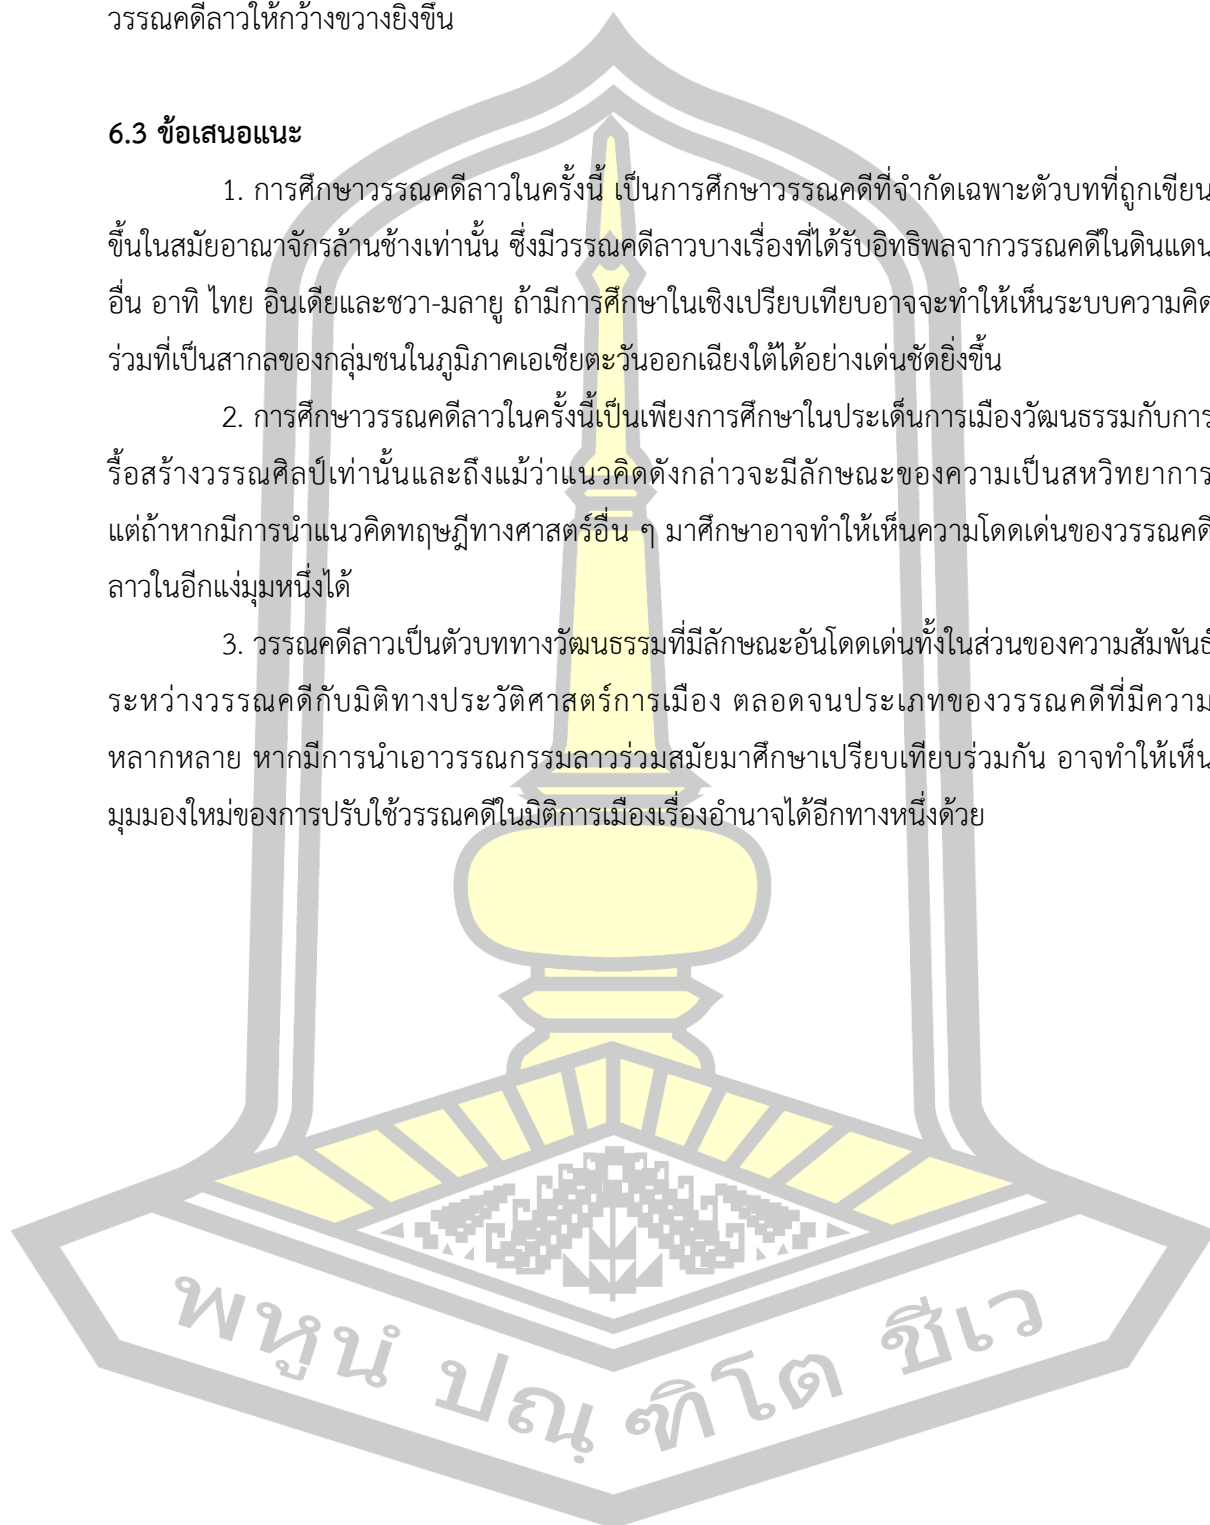 วรรณคดีลาวให้กว้างขวางยิ่งขึ้น
6.3 ข้อเสนอแนะ
1. การศึกษาวรรณคดีลาวในครั้งนี้ เป็นการศึกษาวรรณคดีที่จำกัดเฉพาะตัวบทที่ถูกเขียน
ขึ้นในสมัยอาณาจักรล้านช้างเท่านั้น ซึ่งมีวรรณคดีลาวบางเรื่องที่ได้รับอิทธิพลจากวรรณคดีในดินแดน
อื่น อาทิ ไทย อินเดียและชวา-มลายู ถ้ามีการศึกษาในเชิงเปรียบเทียบอาจจะทำให้เห็นระบบความคิด
ร่วมที่เป็นสากลของกลุ่มชนในภูมิภาคเอเชียตะวันออกเฉียงใต้ได้อย่างเด่นชัดยิ่งขึ้น
2. การศึกษาวรรณคดีลาวในครั้งนี้เป็นเพียงการศึกษาในประเด็นการเมืองวัฒนธรรมกับการ
รื้อสร้างวรรณศิลป์เท่านั้นและถึงแม้ว่าแนวคิดดังกล่าวจะมีลักษณะของความเป็นสหวิทยาการ
แต่ถ้าหากมีการนำแนวคิดทฤษฎีทางศาสตร์อื่น ๆ มาศึกษาอาจทำให้เห็นความโดดเด่นของวรรณคดี
ลาวในอีกแง่มุมหนึ่งได้
3. วรรณคดีลาวเป็นตัวบททางวัฒนธรรมที่มีลักษณะอันโดดเด่นทั้งในส่วนของความสัมพันธ์
ระหว่างวรรณคดีกับมิติทางประวัติศาสตร์การเมือง ตลอดจนประเภทของวรรณคดีที่มีความ
หลากหลาย หากมีการนำเอาวรรณกรรมลาวร่วมสมัยมาศึกษาเปรียบเทียบร่วมกัน อาจทำให้เห็น
มุมมองใหม่ของการปรับใช้วรรณคดีในมิติการเมืองเรื่องอำนาจได้อีกทางหนึ่งด้วย
พหูนํ ปณฺฑิโต ชีเว